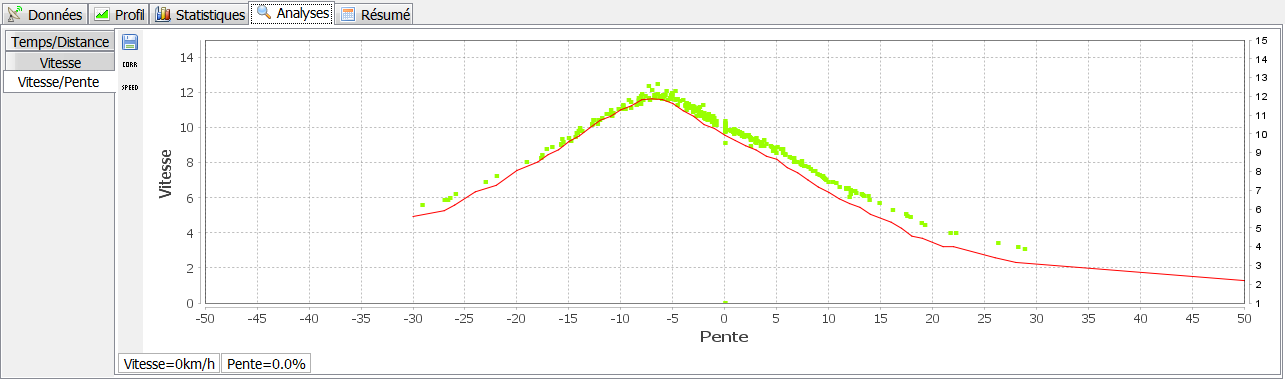 Données Profil Statistiques Analyses Résumé
Temps/Distance
Vitesse
Vitesse/Pente
CORR
SPEED
Vitesse
14
12
10
8
6
4
2
0
15
14
13
12
11
10
9
8
7
6
5
4
3
2
1
-50 -45 -40 -35 -30 -25 -20 -15 -10 -5 0 5 10 15 20 25 30 35 40 45 50
Pente
Vitesse=0km/h Pente=0.0%